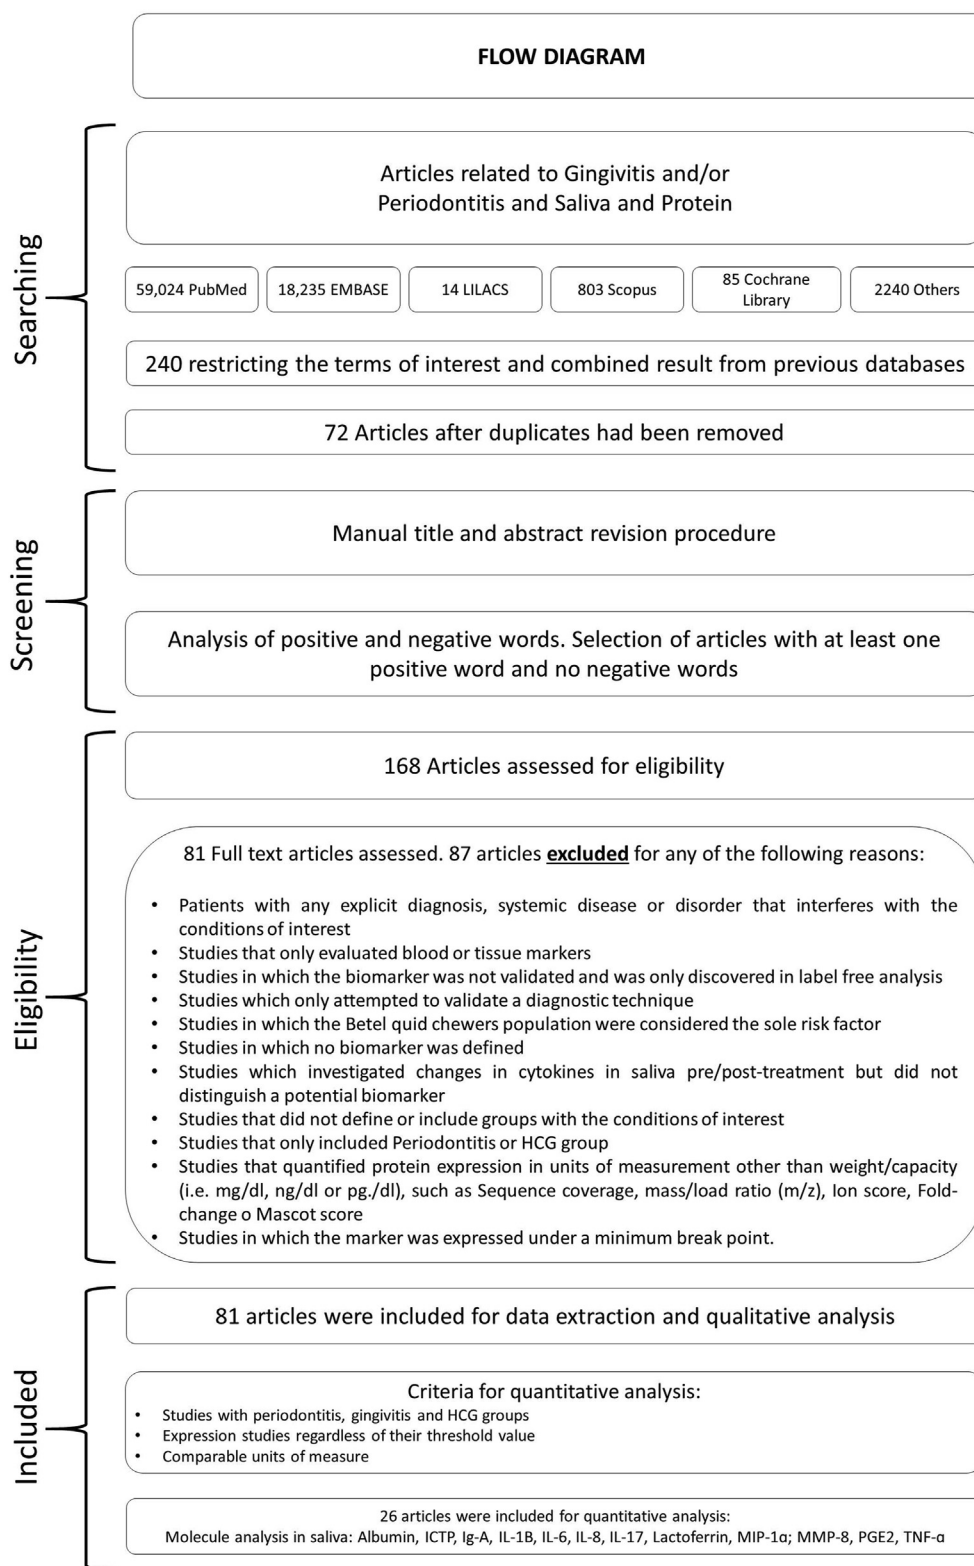 FLOW DIAGRAM
Searching
Articles related to Gingivitis and/or
Periodontitis and Saliva and Protein
59,024 PubMed
18,235 EMBASE
14 LILACS
803 Scopus
85 Cochrane
Library
2240 Others
240 restricting the terms of interest and combined result from previous databases
72 Articles after duplicates had been removed
Screening
Manual title and abstract revision procedure
Analysis of positive and negative words. Selection of articles with at least one
positive word and no negative words
Eligibility
168 Articles assessed for eligibility
81 Full text articles assessed. 87 articles excluded for any of the following reasons:
• Patients with any explicit diagnosis, systemic disease or disorder that interferes with the
conditions of interest
• Studies that only evaluated blood or tissue markers
• Studies in which the biomarker was not validated and was only discovered in label free analysis
• Studies which only attempted to validate a diagnostic technique
• Studies in which the Betel quid chewers population were considered the sole risk factor
• Studies in which no biomarker was defined
• Studies which investigated changes in cytokines in saliva pre/post-treatment but did not
distinguish a potential biomarker
• Studies that did not define or include groups with the conditions of interest
• Studies that only included Periodontitis or HCG group
• Studies that quantified protein expression in units of measurement other than weight/capacity
(i.e. mg/dl, ng/dl or pg./dl), such as Sequence coverage, mass/load ratio (m/z), Ion score, Fold-
change o Mascot score
• Studies in which the marker was expressed under a minimum break point.
Included
81 articles were included for data extraction and qualitative analysis
Criteria for quantitative analysis:
• Studies with periodontitis, gingivitis and HCG groups
• Expression studies regardless of their threshold value
• Comparable units of measure
26 articles were included for quantitative analysis:
Molecule analysis in saliva: Albumin, ICTP, Ig-A, IL-1B, IL-6, IL-8, IL-17, Lactoferrin, MIP-1α; MMP-8, PGE2, TNF-α